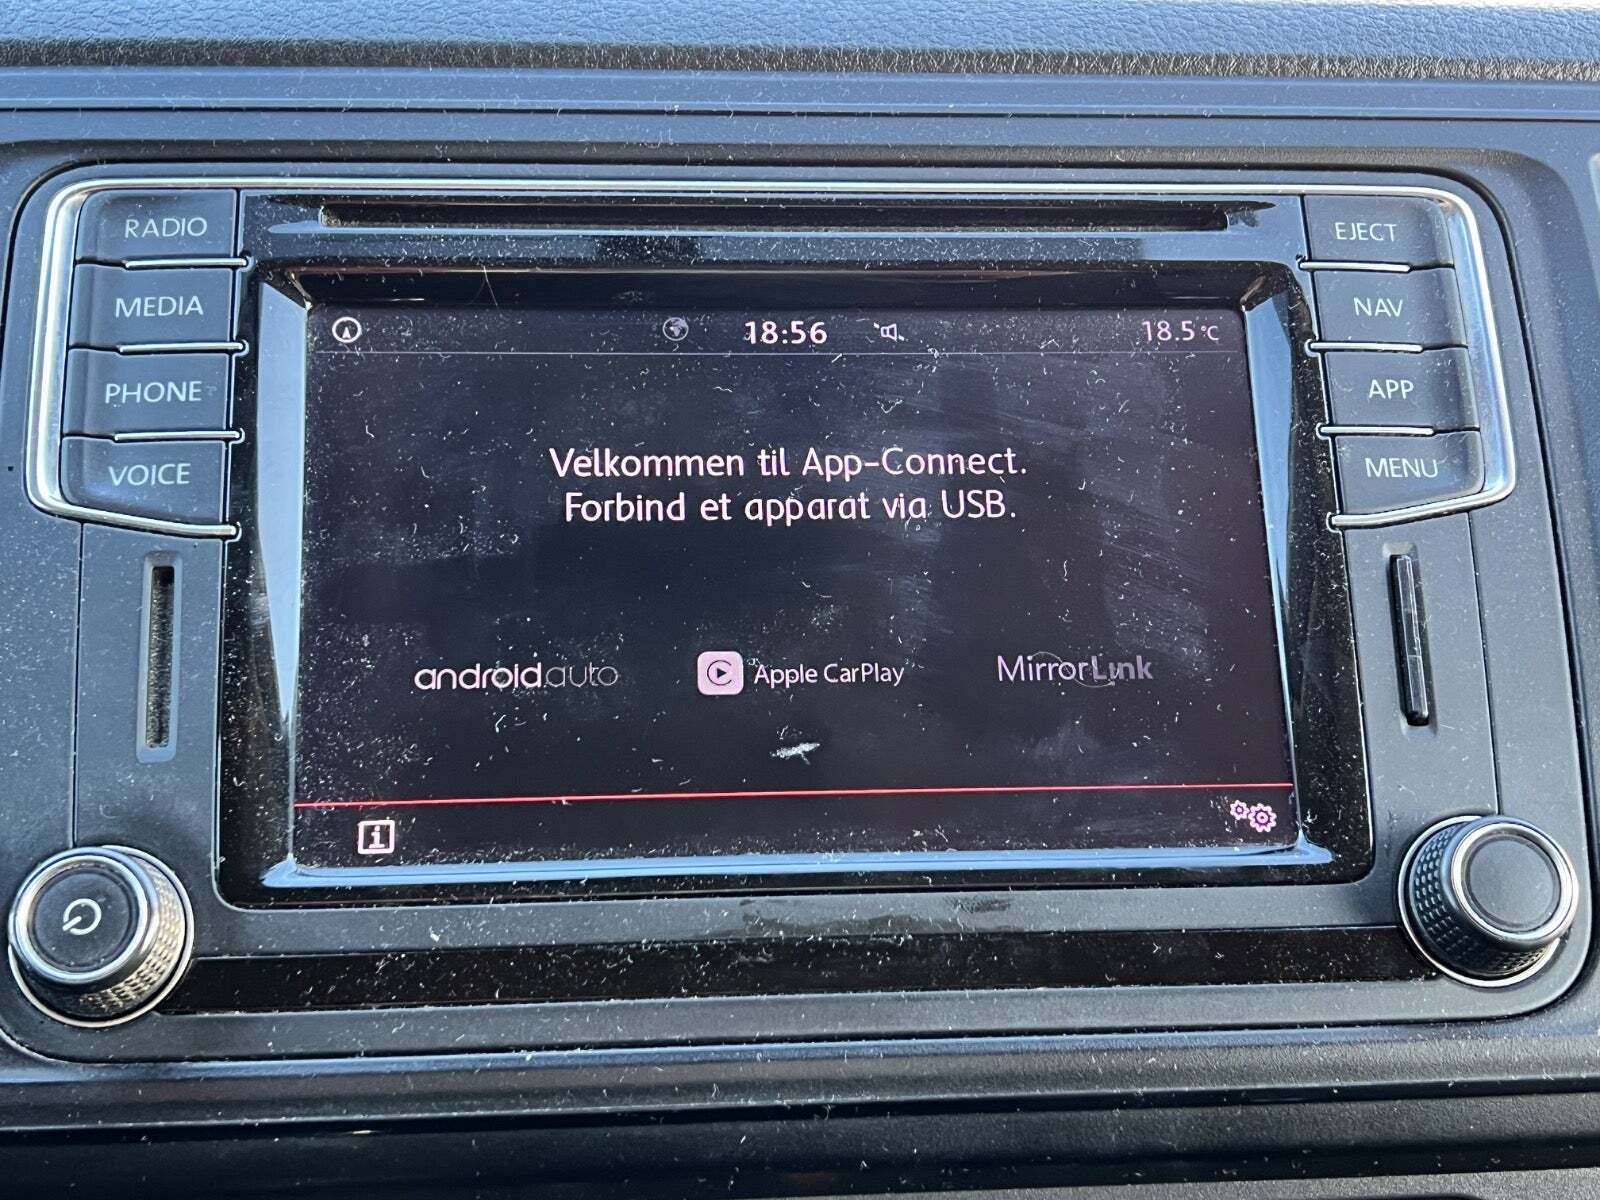 RADIO
MEDIA
PHONE
VOICE
EJECT
NAV
APP
MENU
18:56
18.5 °C
Velkommen til App-Connect.
Forbind et apparat via USB.
androidauto
Apple CarPlay
MirrorLink
i